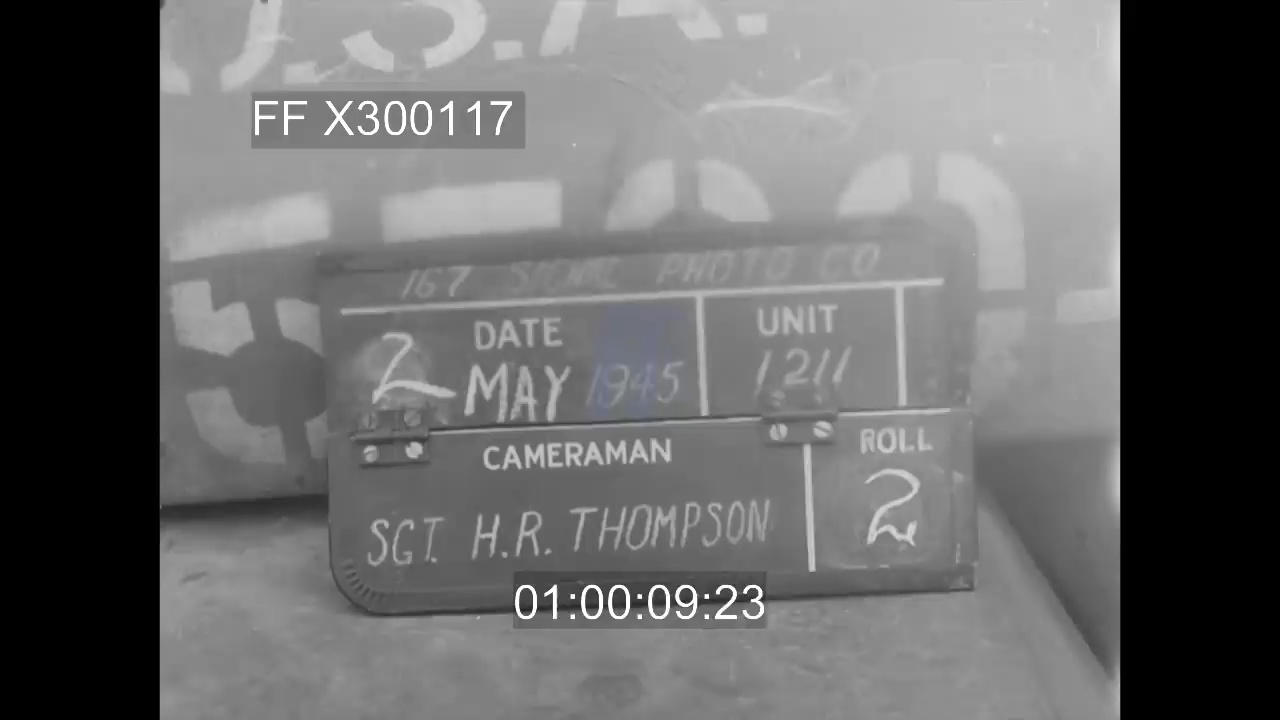 U.S.A.
FF X300117
167 SIGNAL PHOTO CO
DATE
2 MAY 1945
UNIT
1211
CAMERAMAN
SGT. H.R. THOMPSON
ROLL
2
01:00:09:23